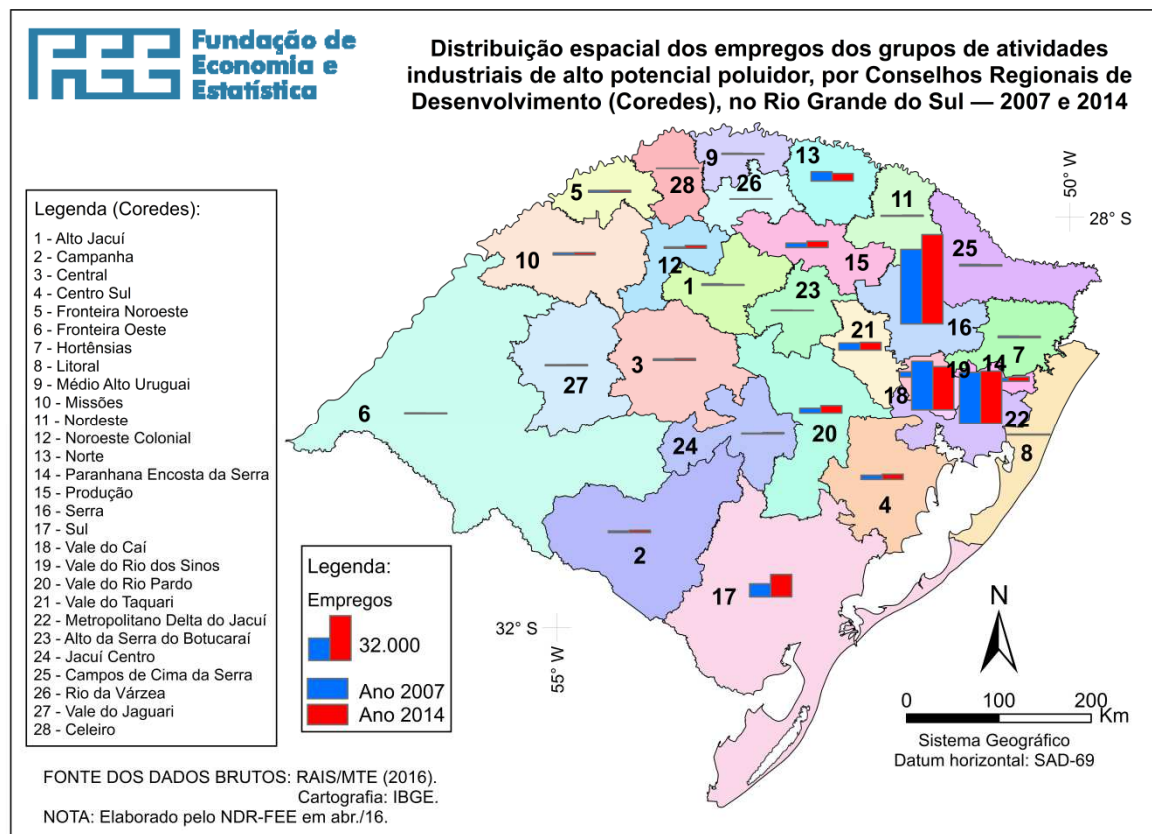 FEE
Fundação de
Economia e
Estatística
Distribuição espacial dos empregos dos grupos de atividades
industriais de alto potencial poluidor, por Conselhos Regionais de
Desenvolvimento (Coredes), no Rio Grande do Sul — 2007 e 2014
Legenda (Coredes):
1 - Alto Jacuí
2 - Campanha
3 - Central
4 - Centro Sul
5 - Fronteira Noroeste
6 - Fronteira Oeste
7 - Hortênsias
8 - Litoral
9 - Médio Alto Uruguai
10 - Missões
11 - Nordeste
12 - Noroeste Colonial
13 - Norte
14 - Paranhana Encosta da Serra
15 - Produção
16 - Serra
17 - Sul
18 - Vale do Caí
19 - Vale do Rio dos Sinos
20 - Vale do Rio Pardo
21 - Vale do Taquari
22 - Metropolitano Delta do Jacuí
23 - Alto da Serra do Botucaraí
24 - Jacuí Centro
25 - Campos de Cima da Serra
26 - Rio da Várzea
27 - Vale do Jaguari
28 - Celeiro
9
13
50° W
28° S
5
28
26
11
10
12
15
25
1
23
16
21
3
27
7
19
14
18
6
20
22
24
8
4
2
17
Legenda:
Empregos
32.000
Ano 2007
Ano 2014
32° S
55° W
N
0 100 200
Km
Sistema Geográfico
Datum horizontal: SAD-69
FONTE DOS DADOS BRUTOS: RAIS/MTE (2016).
Cartografia: IBGE.
NOTA: Elaborado pelo NDR-FEE em abr./16.